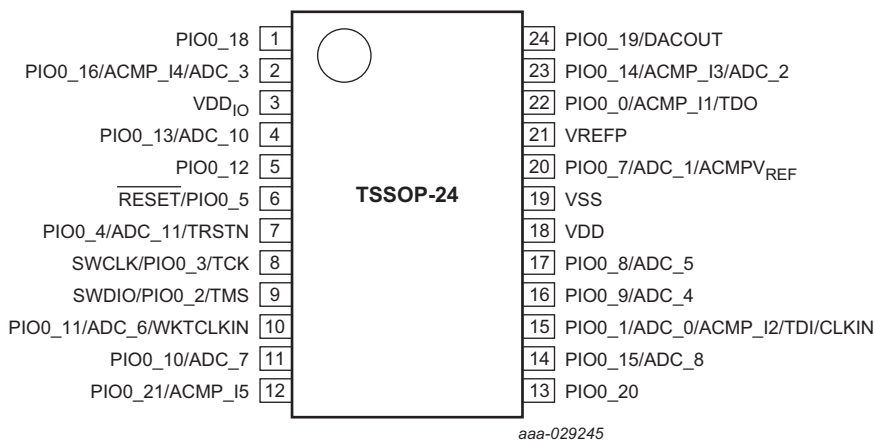 PIO0_18 1
PIO0_16/ACMP_I4/ADC_3 2
VDDIO 3
PIO0_13/ADC_10 4
PIO0_12 5
RESET/PIO0_5 6
PIO0_4/ADC_11/TRSTN 7
SWCLK/PIO0_3/TCK 8
SWDIO/PIO0_2/TMS 9
PIO0_11/ADC_6/WKTCLKIN 10
PIO0_10/ADC_7 11
PIO0_21/ACMP_I5 12
TSSOP-24
24 PIO0_19/DACOUT
23 PIO0_14/ACMP_I3/ADC_2
22 PIO0_0/ACMP_I1/TDO
21 VREFP
20 PIO0_7/ADC_1/ACMPVREF
19 VSS
18 VDD
17 PIO0_8/ADC_5
16 PIO0_9/ADC_4
15 PIO0_1/ADC_0/ACMP_I2/TDI/CLKIN
14 PIO0_15/ADC_8
13 PIO0_20
aaa-029245